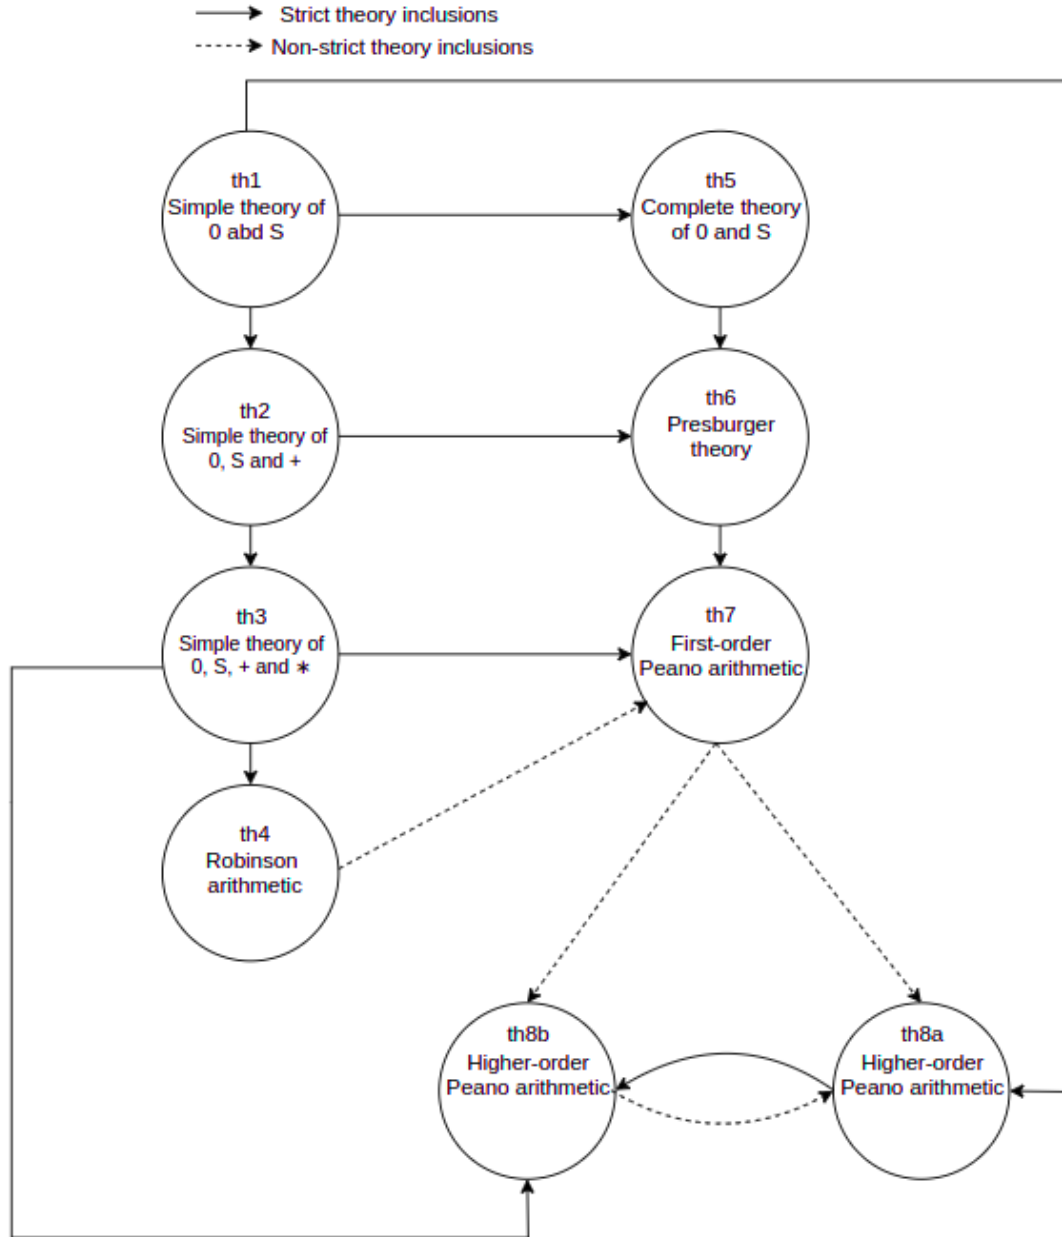 Strict theory inclusions
Non-strict theory inclusions
th1
Simple theory of
0 abd S
th5
Complete theory
of 0 and S
th2
Simple theory of
0, S and +
th6
Presburger
theory
th3
Simple theory of
0, S, + and ∗
th7
First-order
Peano arithmetic
th4
Robinson
arithmetic
th8b
Higher-order
Peano arithmetic
th8a
Higher-order
Peano arithmetic